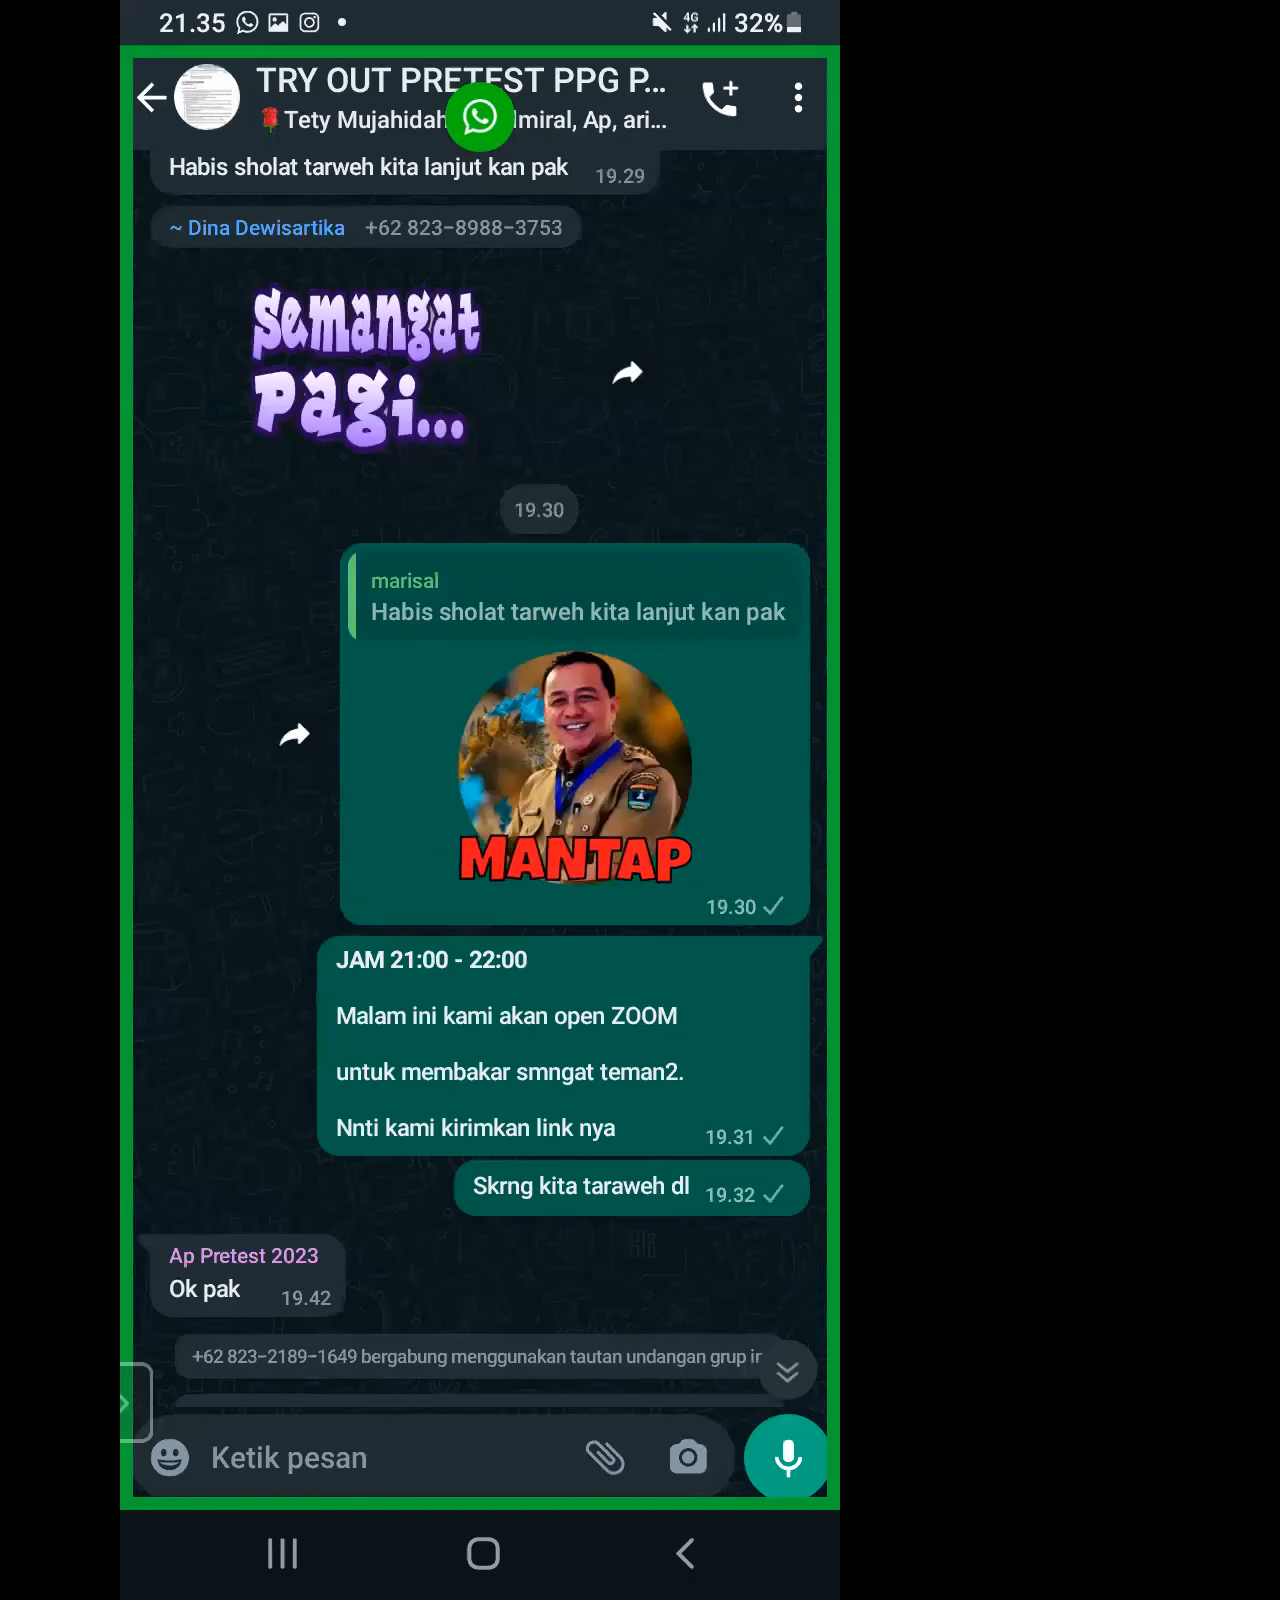 21.35
4G
32%
TRY OUT PRETEST PPG P...
Tety Mujahidah lmiral, Ap, ari...
Habis sholat tarweh kita lanjut kan pak
19.29
~ Dina Dewisartika +62 823-8988-3753
Semangat
Pagi...
19.30
marisal
Habis sholat tarweh kita lanjut kan pak
MANTAP
19.30
JAM 21:00 - 22:00
Malam ini kami akan open ZOOM
untuk membakar smngat teman2.
Nnti kami kirimkan link nya
19.31
Skrng kita taraweh dl
19.32
Ap Pretest 2023
Ok pak
19.42
+62 823-2189-1649 bergabung menggunakan tautan undangan grup ir
Ketik pesan